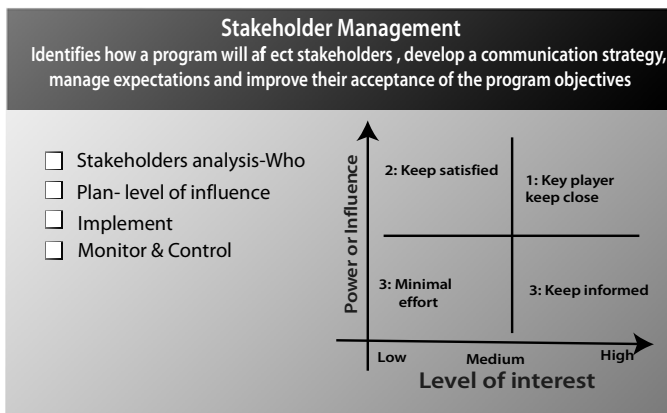 Stakeholder Management
Identifies how a program will af ect stakeholders , develop a communication strategy,
manage expectations and improve their acceptance of the program objectives
Stakeholders analysis-Who
Plan- level of influence
Implement
Monitor & Control
Power or Influence
2: Keep satisfied
1: Key player
keep close
3: Minimal
effort
3: Keep informed
Low
Medium
High
Level of interest